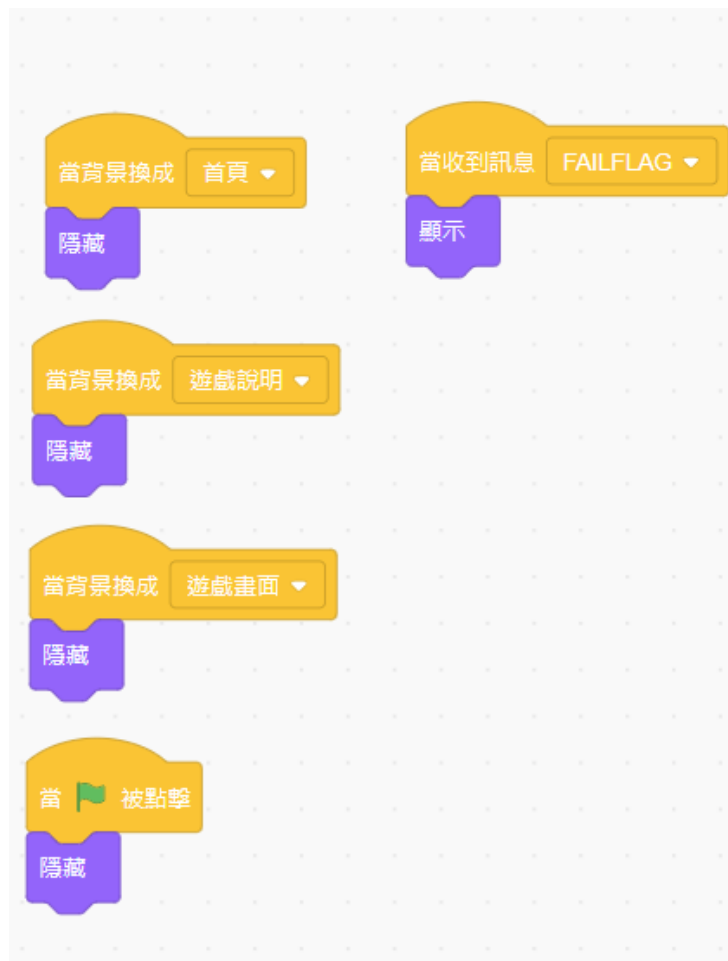 當背景換成 首頁
隱藏
當收到訊息 FAILFLAG
顯示
當背景換成 遊戲說明
隱藏
當背景換成 遊戲畫面
隱藏
當 被點擊
隱藏